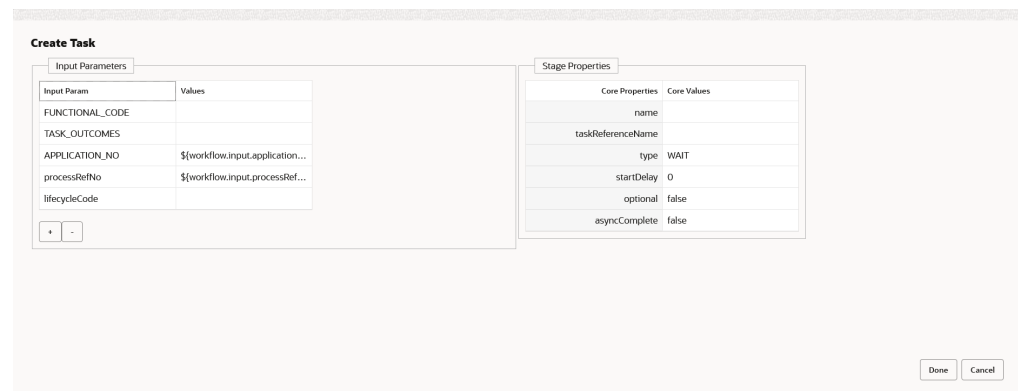 Create Task
Input Parameters
Input Param Values
FUNCTIONAL_CODE
TASK_OUTCOMES
APPLICATION_NO ${workflow.input.application...
processRefNo ${workflow.input.processRef...
lifecycleCode
+ -
Stage Properties
Core Properties Core Values
name
taskReferenceName
type WAIT
startDelay 0
optional false
asyncComplete false
Done Cancel